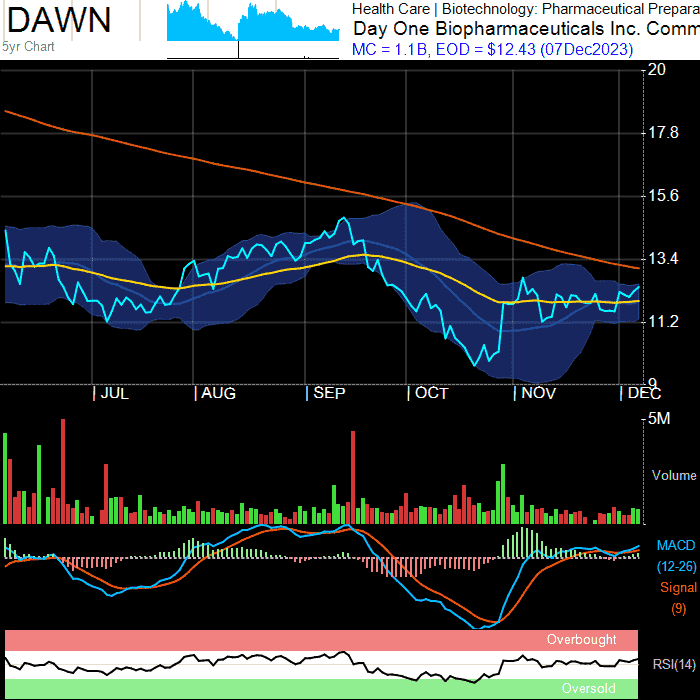 DAWN
Health Care | Biotechnology: Pharmaceutical Prepara
Day One Biopharmaceuticals Inc. Comm
5yr Chart
MC = 1.1B, EOD = $12.43 (07Dec2023)
20
17.8
15.6
13.4
11.2
9
| JUL
| AUG
| SEP
| OCT
| NOV
| DEC
5M
Volume
MACD
(12-26)
Signal
(9)
Overbought
RSI(14)
Oversold